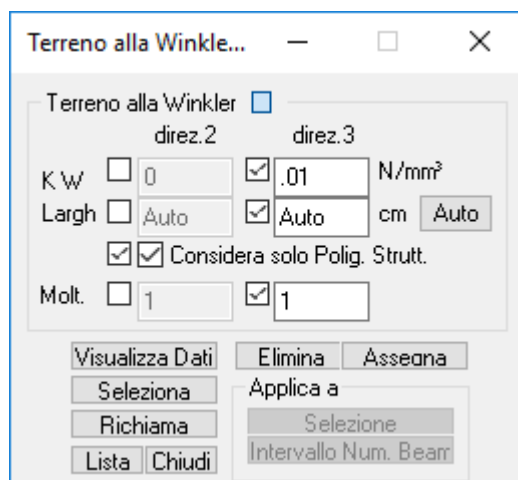 Terreno alla Winkle...
Terreno alla Winkler
direz.2 direz.3
K W 0 .01 N/mm³
Largh Auto Auto cm Auto
Considera solo Polig. Strutt.
Molt. 1 1
Visualizza Dati Elimina Assegna
Seleziona Applica a
Richiama Selezione
Lista Chiudi Intervallo Num. Beam